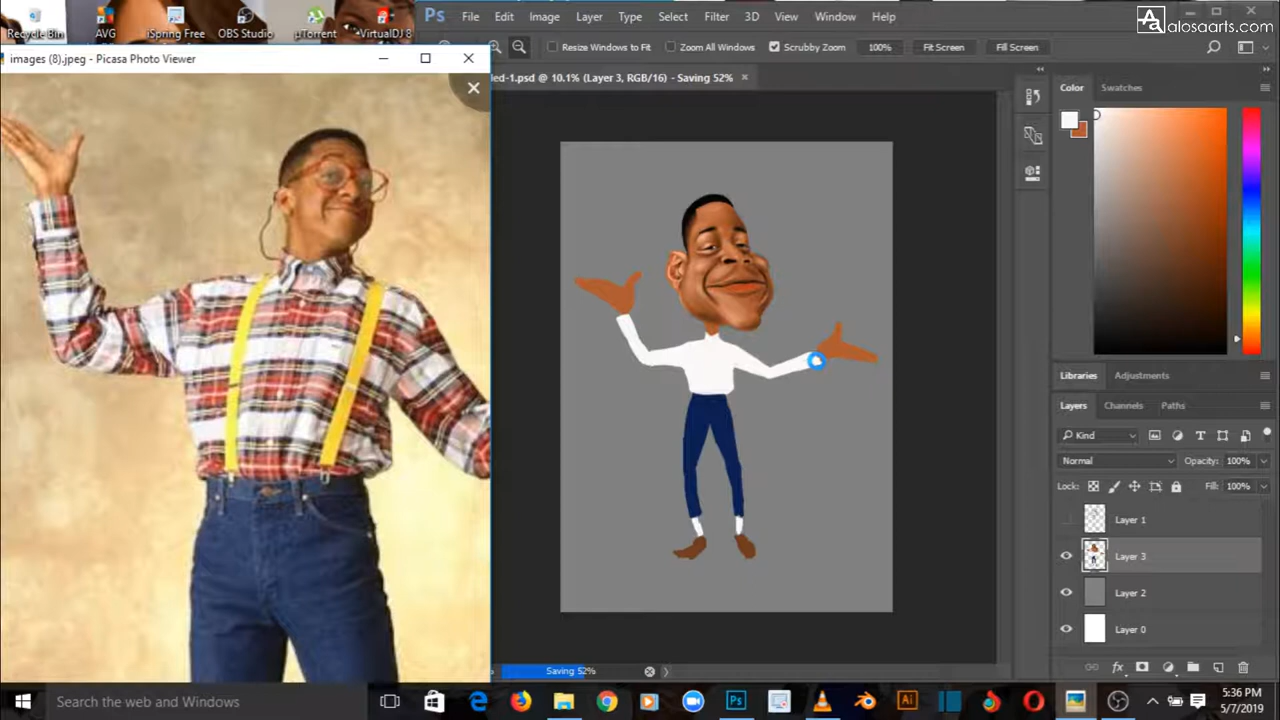 Recycle Bin
AVG
iSpring Free
OBS Studio
µTorrent
VirtualDJ 8
Ps
File Edit Image Layer Type Select Filter 3D View Window Help
alosaarts.com
Resize Windows to Fit
Zoom All Windows
Scrubby Zoom
100%
Fit Screen
Fill Screen
images (8).jpeg - Picasa Photo Viewer
led-1.psd @ 10.1% (Layer 3, RGB/16) - Saving 52%
Color Swatches
Libraries Adjustments
Layers Channels Paths
Kind
Normal
Opacity: 100%
Lock:
Fill: 100%
Layer 1
Layer 3
Layer 2
Layer 0
fx
Saving 52%
Search the web and Windows
Ps
Ai
5:36 PM
5/7/2019